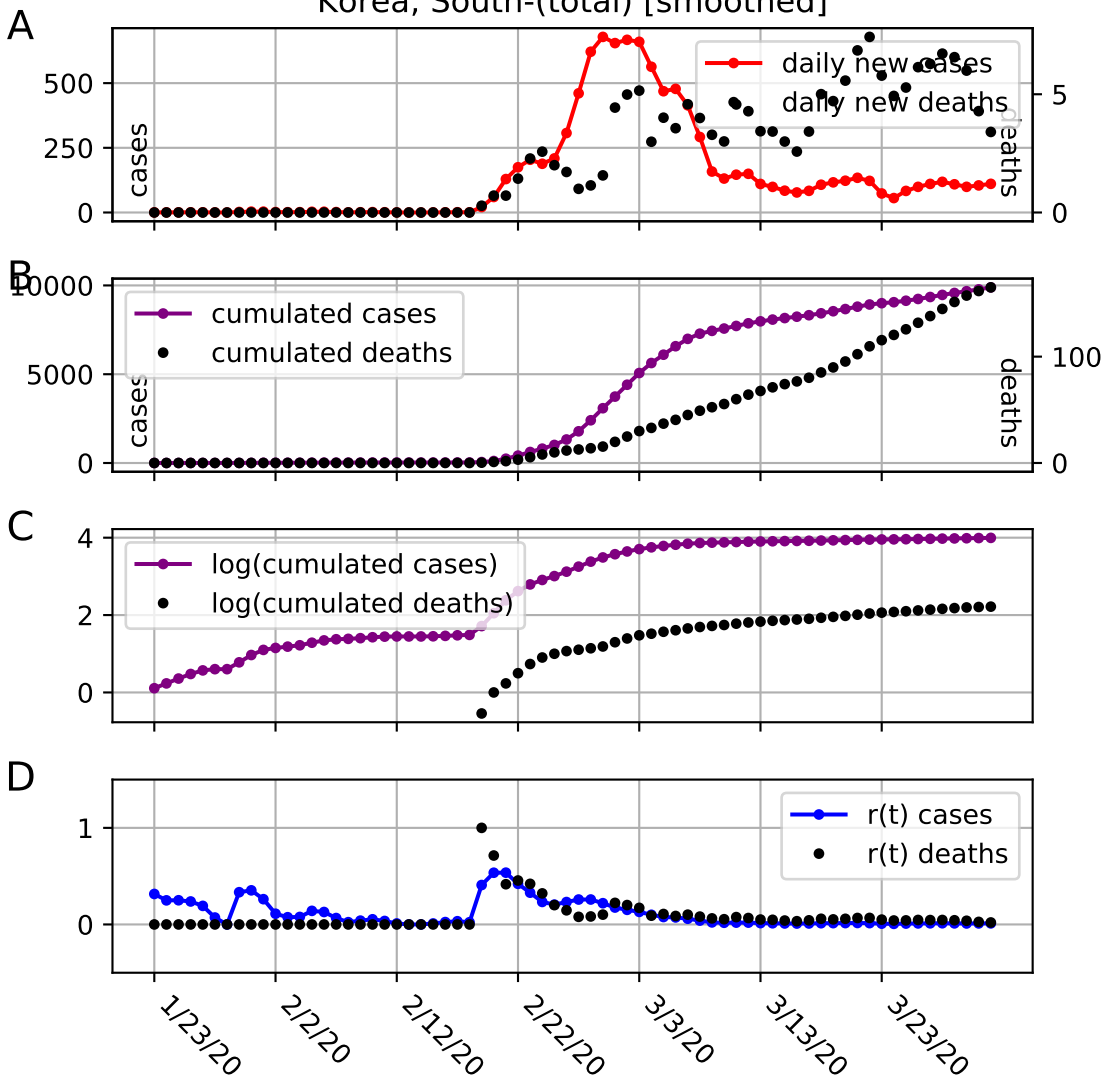 Korea, South-(total) [smoothed]
A
500
250
0
cases
daily new cases
daily new deaths
5
0
deaths
B
10000
5000
0
cases
cumulated cases
cumulated deaths
100
0
deaths
C
4
2
0
log(cumulated cases)
log(cumulated deaths)
D
1
0
r(t) cases
r(t) deaths
1/23/20
2/2/20
2/12/20
2/22/20
3/3/20
3/13/20
3/23/20